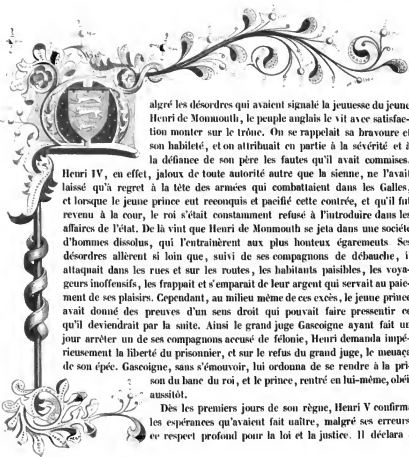 algré les désordres qui avaient signalé la jeunesse du jeune
Henri de Monmouth, le peuple anglais le vit avec satisfac-
tion monter sur le trône. On se rappelait sa bravoure et
son habileté, et on attribuait en partie à la sévérité et à
la défiance de son père les fautes qu'il avait commises.
Henri IV, en effet, jaloux de toute autorité autre que la sienne, ne l'avait
laissé qu'à regret à la tête des armées qui combattaient dans les Galles,
et lorsque le jeune prince eut reconquis et pacifié cette contrée, et qu'il fut
revenu à la cour, le roi s'était constamment refusé à l'introduire dans les
affaires de l'état. De là vint que Henri de Monmouth se jeta dans une société
d'hommes dissolus, qui l'entraînèrent aux plus honteux égarements. Ses
désordres allèrent si loin que, suivi de ses compagnons de débauche, i
attaquait dans les rues et sur les routes, les habitants paisibles, les voya-
geurs inoffensifs, les frappait et s'emparait de leur argent qui servait au paie-
ment de ses plaisirs. Cependant, au milieu même de ces excès, le jeune prince
avait donné des preuves d'un sens droit qui pouvait faire pressentir ce
qu'il deviendrait par la suite. Ainsi le grand juge Gascoigne ayant fait un
jour arrêter un de ses compagnons accusé de félonie, Henri demanda impé-
rieusement la liberté du prisonnier, et sur le refus du grand juge, le menaça
de son épée. Gascoigne, sans s'émouvoir, lui ordonna de se rendre à la pri-
son du banc du roi, et le prince, rentré en lui-même, obéi
aussitôt.
Dès les premiers jours de son règne, Henri V confirma
les espérances qu'avaient fait naître, malgré ses erreurs
ce respect profond pour la loi et la justice. Il déclara